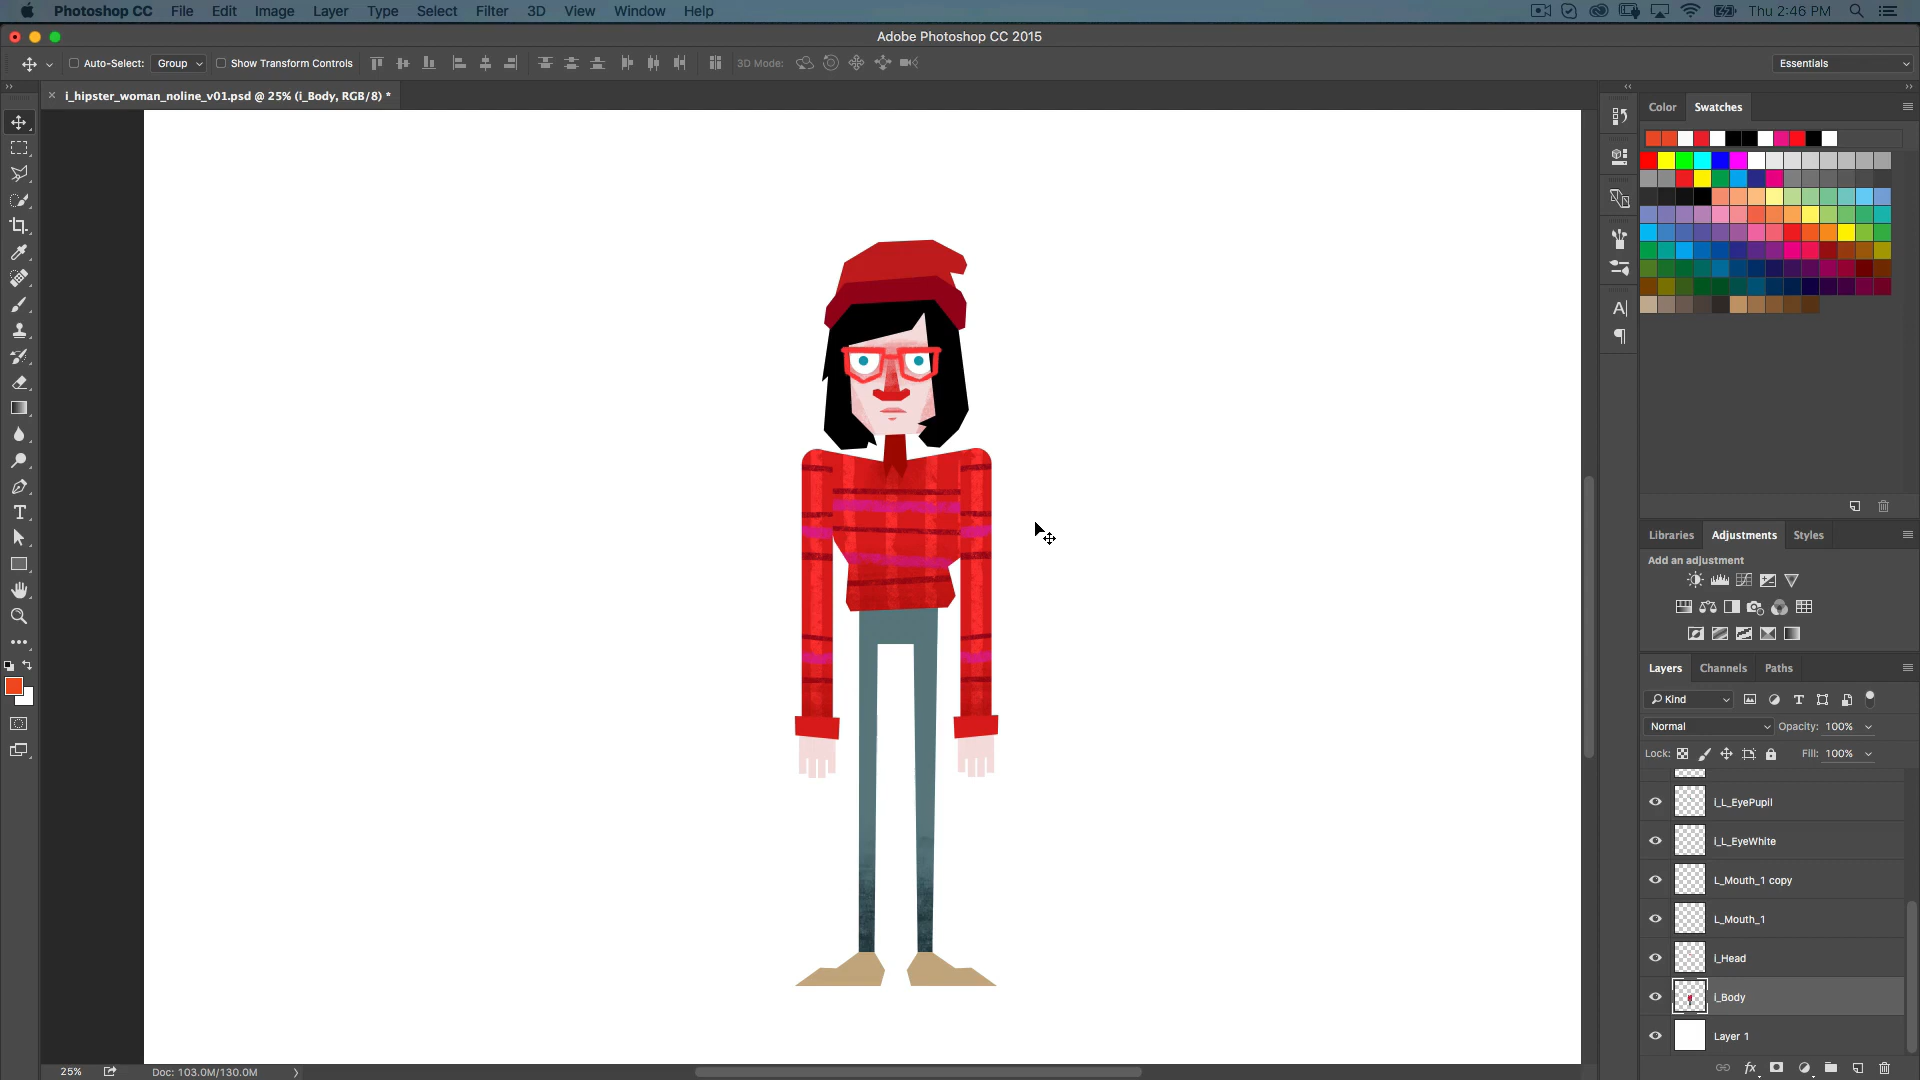 Photoshop CC File Edit Image Layer Type Select Filter 3D View Window Help Thu 2:46 PM
Adobe Photoshop CC 2015
Auto-Select: Group Show Transform Controls 3D Mode: Essentials
i_hipster_woman_noline_v01.psd @ 25% (i_Body, RGB/8) *
Color Swatches
Libraries Adjustments Styles
Add an adjustment
Layers Channels Paths
Kind
Normal Opacity: 100%
Lock: Fill: 100%
i_L_EyePupil
i_L_EyeWhite
L_Mouth_1 copy
L_Mouth_1
i_Head
i_Body
Layer 1
25% Doc: 103.0M/130.0M